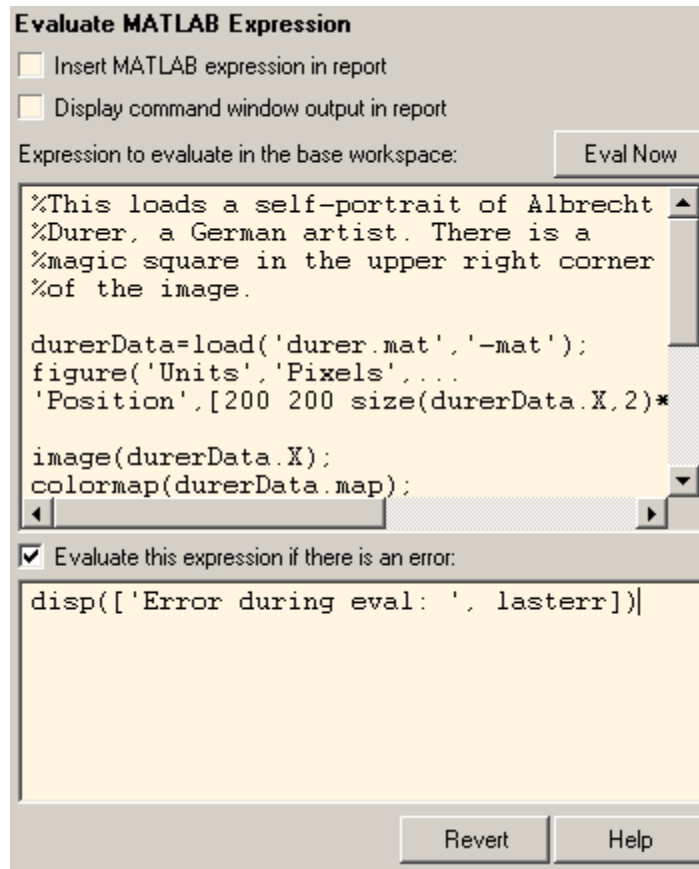 Evaluate MATLAB Expression
Insert MATLAB expression in report
Display command window output in report
Expression to evaluate in the base workspace:
Eval Now
%This loads a self-portrait of Albrecht
%Durer, a German artist. There is a
%magic square in the upper right corner
%of the image.
durerData=load('durer.mat','-mat');
figure('Units','Pixels',...
'Position',[200 200 size(durerData.X,2)*
image(durerData.X);
colormap(durerData.map);
Evaluate this expression if there is an error:
disp(['Error during eval: ', lasterr])
Revert
Help